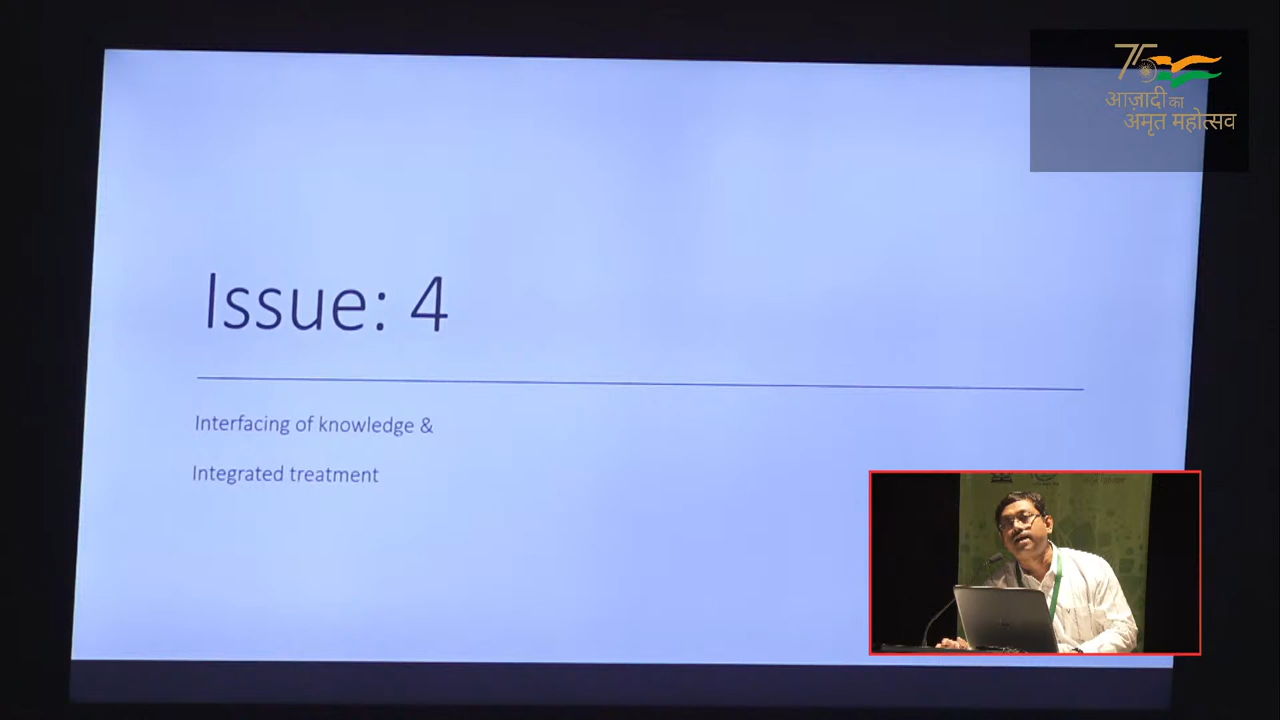 75
आज़ादी का
अमृत महोत्सव
Issue: 4
Interfacing of knowledge &
Integrated treatment